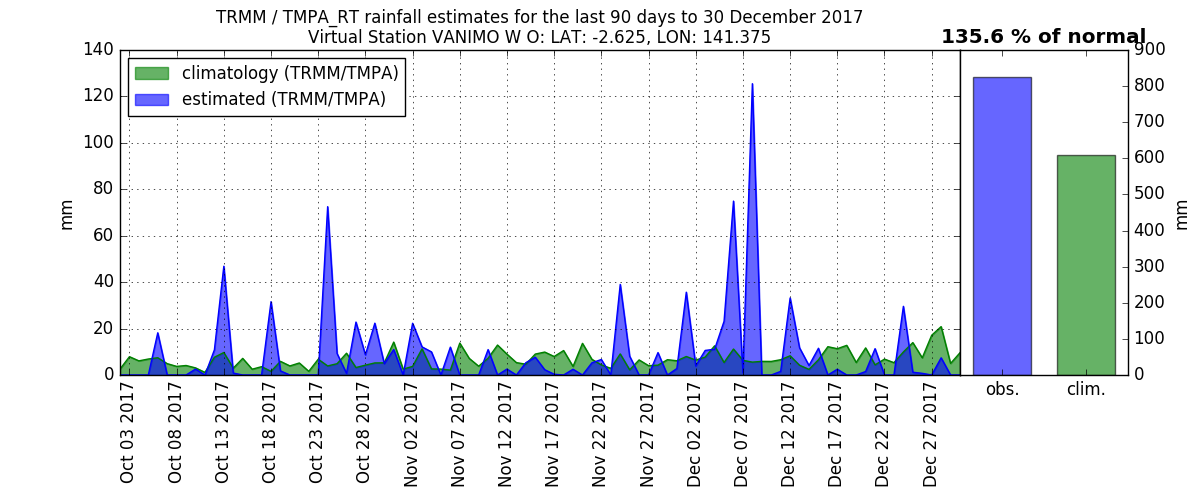 TRMM / TMPA_RT rainfall estimates for the last 90 days to 30 December 2017
Virtual Station VANIMO W O: LAT: -2.625, LON: 141.375
135.6 % of normal
climatology (TRMM/TMPA)
estimated (TRMM/TMPA)
mm
140
120
100
80
60
40
20
0
Oct 03 2017
Oct 08 2017
Oct 13 2017
Oct 18 2017
Oct 23 2017
Oct 28 2017
Nov 02 2017
Nov 07 2017
Nov 12 2017
Nov 17 2017
Nov 22 2017
Nov 27 2017
Dec 02 2017
Dec 07 2017
Dec 12 2017
Dec 17 2017
Dec 22 2017
Dec 27 2017
obs.
clim.
900
800
700
600
500
400
300
200
100
0
mm